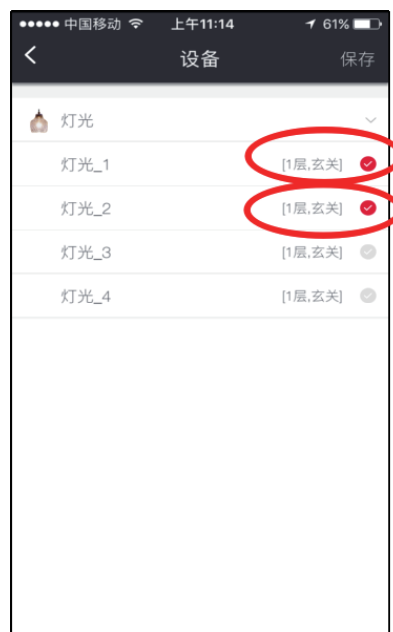 中国移动 上午11:14 61%
设备 保存
灯光
灯光_1 [1层,玄关]
灯光_2 [1层,玄关]
灯光_3 [1层,玄关]
灯光_4 [1层,玄关]